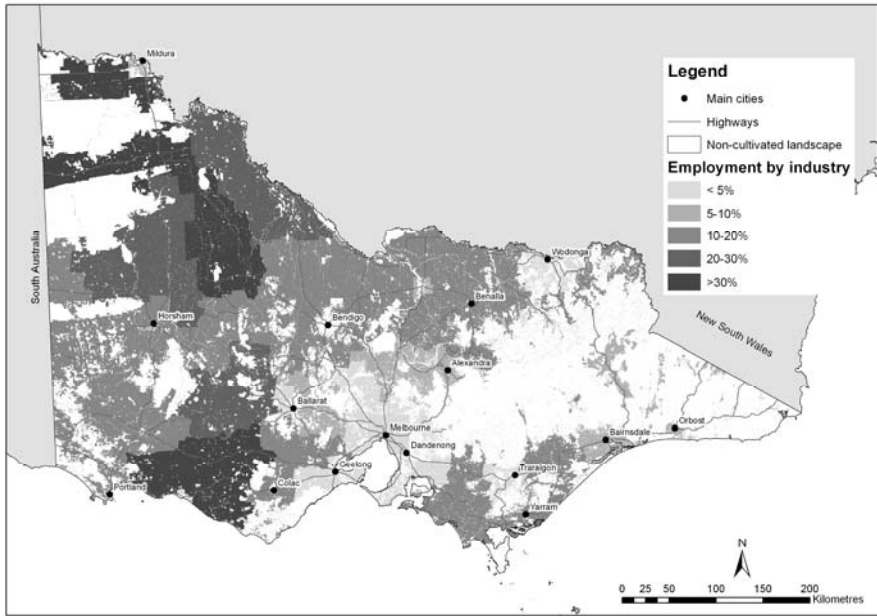 Mildura
Legend
Main cities
Highways
Non-cultivated landscape
Employment by industry
< 5%
5-10%
10-20%
20-30%
>30%
South Australia
Wodonga
Benalla
Horsham
Bendigo
New South Wales
Alexandra
Ballarat
Melbourne
Orbost
Bairnsdale
Dandenong
Geelong
Traralgon
Colac
Portland
Yarram
N
0 25 50 100 150 200
Kilometres